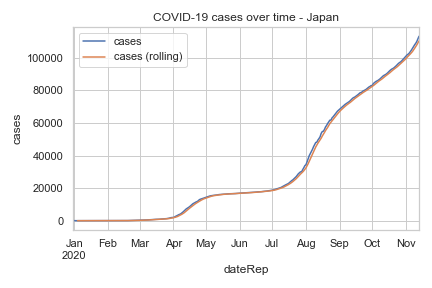 COVID-19 cases over time - Japan
cases
cases (rolling)
100000
80000
60000
40000
20000
0
cases
Jan Feb Mar Apr May Jun Jul Aug Sep Oct Nov
2020
dateRep